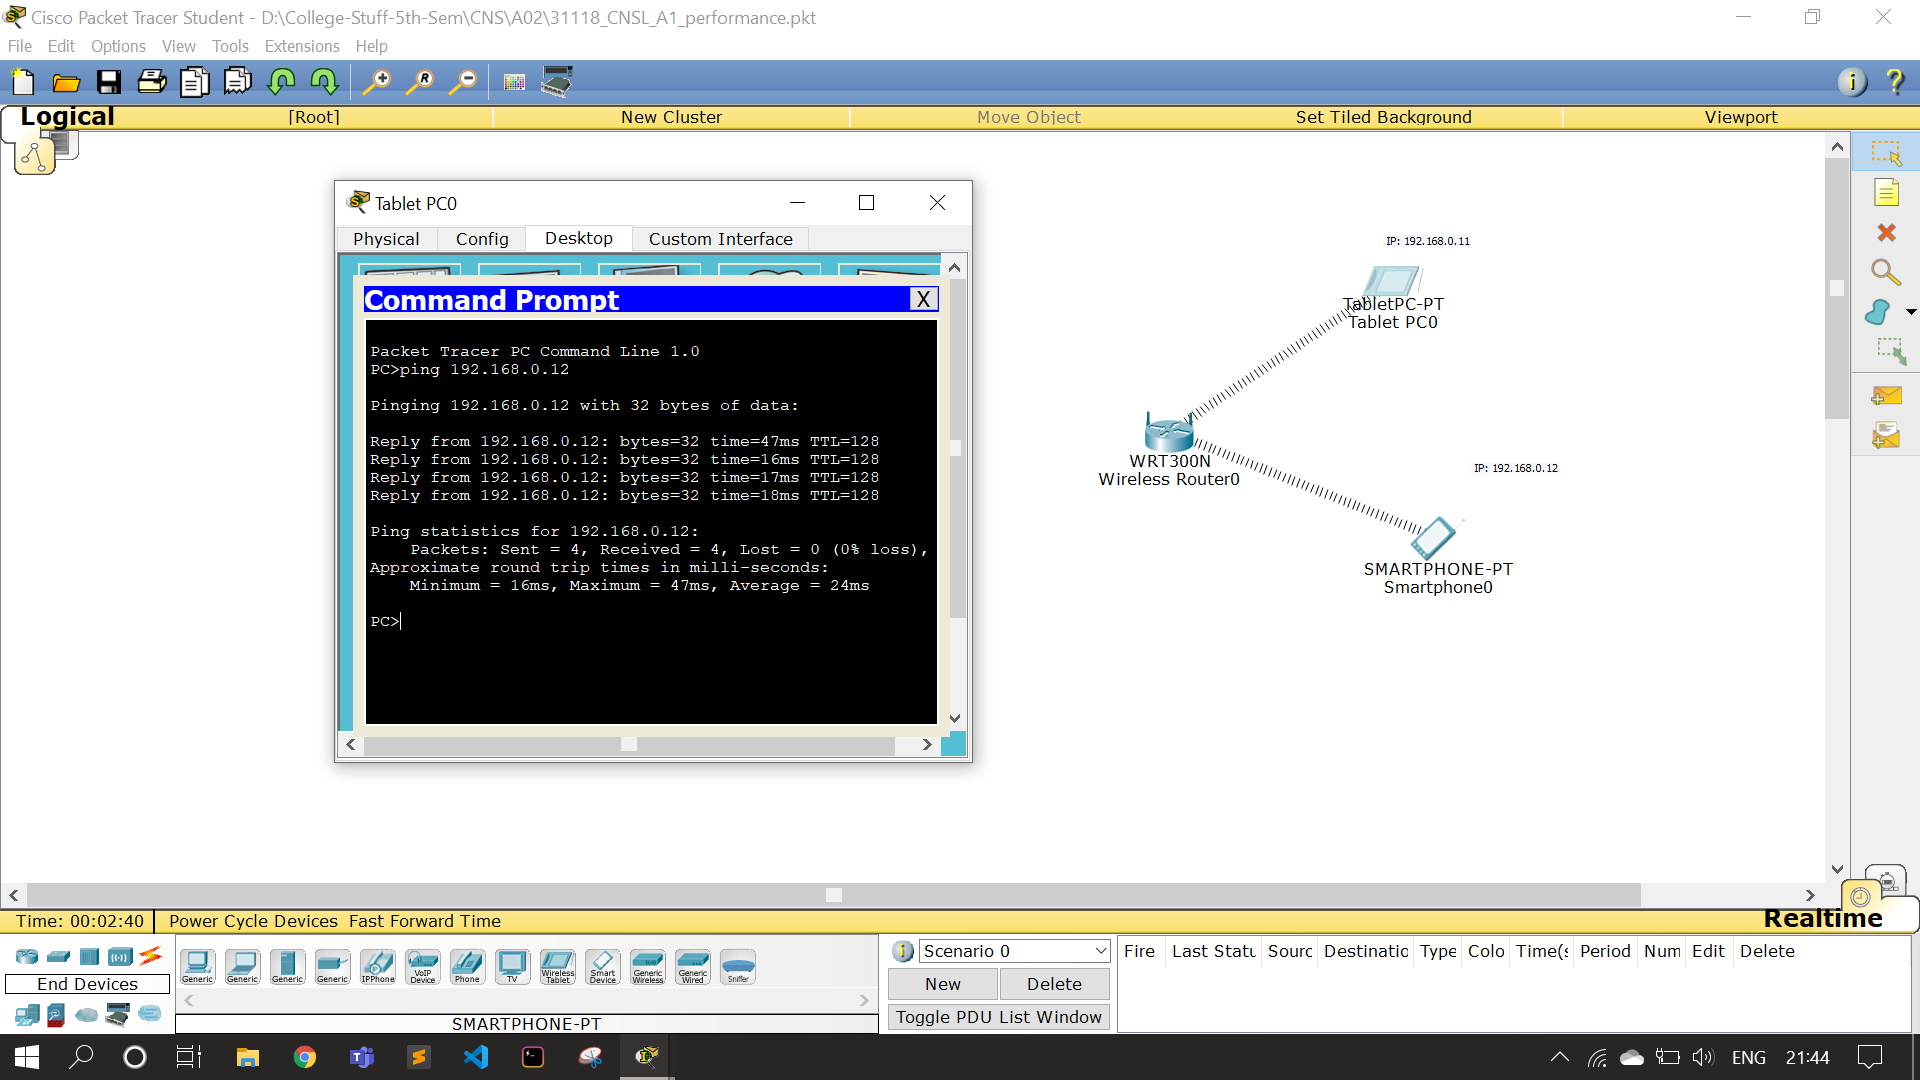 Cisco Packet Tracer Student - D:\College-Stuff-5th-Sem\CNS\A02\31118_CNSL_A1_performance.pkt
File Edit Options View Tools Extensions Help
Logical [Root] New Cluster Move Object Set Tiled Background Viewport
Tablet PC0
Physical Config Desktop Custom Interface
Command Prompt X
Packet Tracer PC Command Line 1.0
PC>ping 192.168.0.12
Pinging 192.168.0.12 with 32 bytes of data:
Reply from 192.168.0.12: bytes=32 time=47ms TTL=128
Reply from 192.168.0.12: bytes=32 time=16ms TTL=128
Reply from 192.168.0.12: bytes=32 time=17ms TTL=128
Reply from 192.168.0.12: bytes=32 time=18ms TTL=128
Ping statistics for 192.168.0.12:
Packets: Sent = 4, Received = 4, Lost = 0 (0% loss),
Approximate round trip times in milli-seconds:
Minimum = 16ms, Maximum = 47ms, Average = 24ms
PC>
IP: 192.168.0.11
TabletPC-PT
Tablet PC0
WRT300N
Wireless Router0
IP: 192.168.0.12
SMARTPHONE-PT
Smartphone0
Time: 00:02:40 Power Cycle Devices Fast Forward Time Realtime
End Devices
Generic Generic Generic Generic IPPhone VoIP Device Phone TV Wireless Tablet Smart Device Generic Wireless Generic Wired Sniffer
SMARTPHONE-PT
Scenario 0
New Delete
Toggle PDU List Window
Fire Last Statu Sourc Destinatio Type Colo Time(s Period Num Edit Delete
ENG 21:44